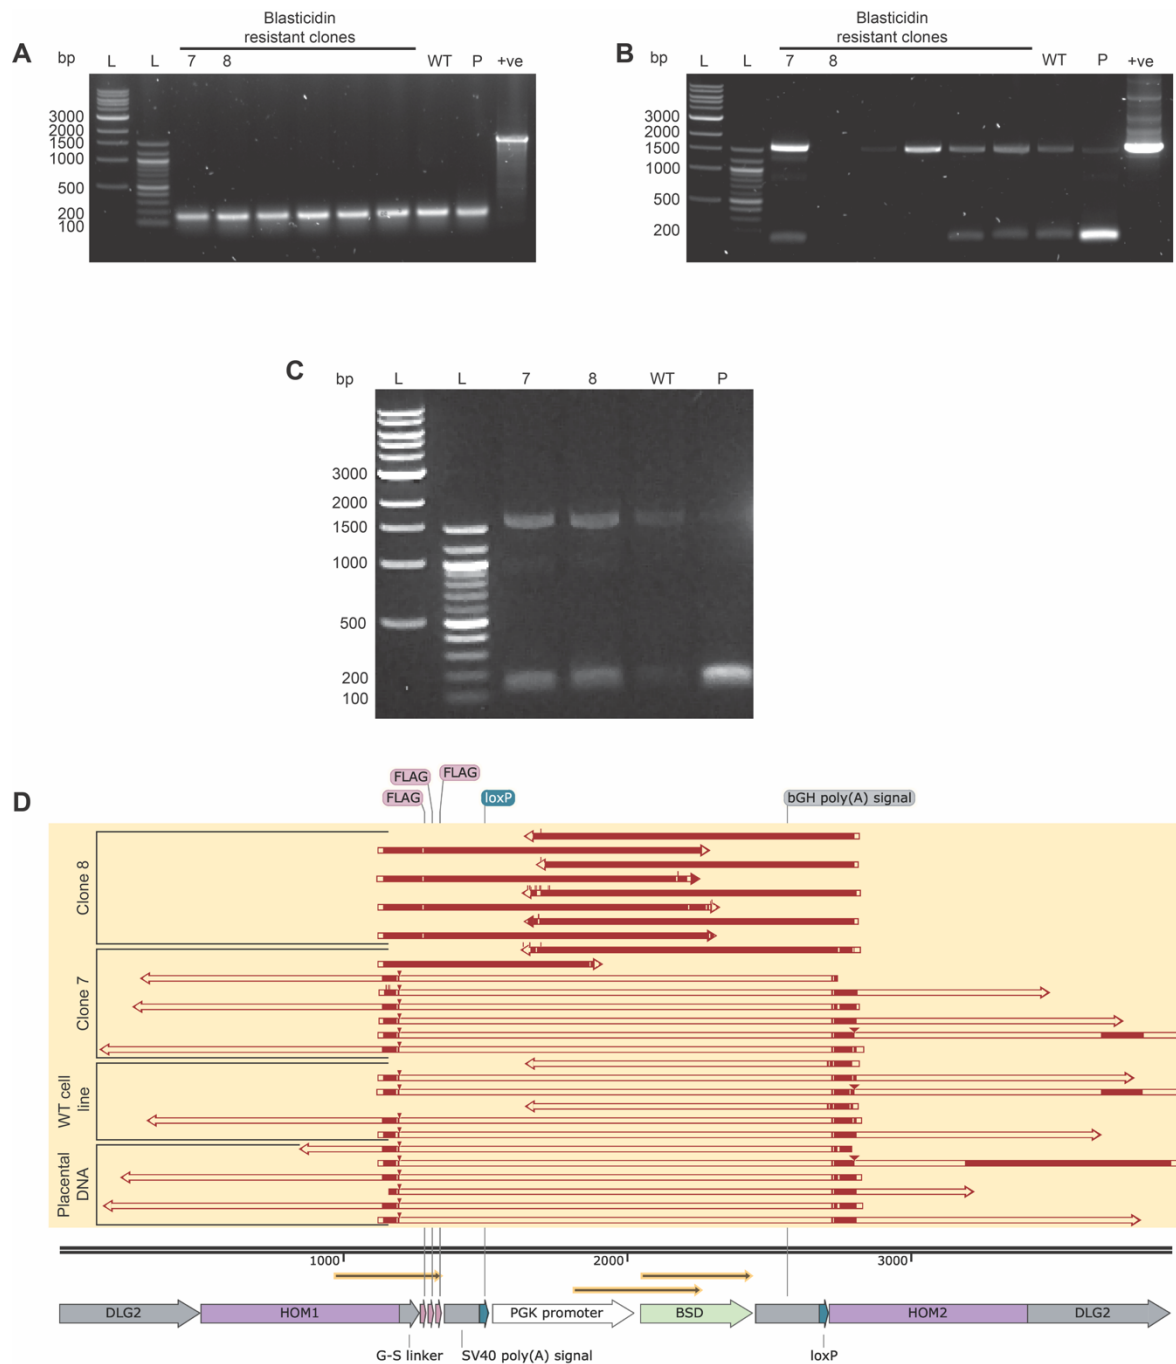 Blasticidin
resistant clones
A bp L L 7 8 WT P +ve
3000
2000
1500
1000
500
200
100
Blasticidin
resistant clones
B bp L L 7 8 WT P +ve
3000
2000
1500
1000
500
200
C bp L L 7 8 WT P
3000
2000
1500
1000
500
200
100
D
FLAG FLAG
FLAG loxP bGH poly(A) signal
Clone 8
Clone 7
WT cell
line
Placental
DNA
1000 2000 3000
DLG2 HOM1 PGK promoter BSD HOM2 DLG2
G-S linker SV40 poly(A) signal loxP